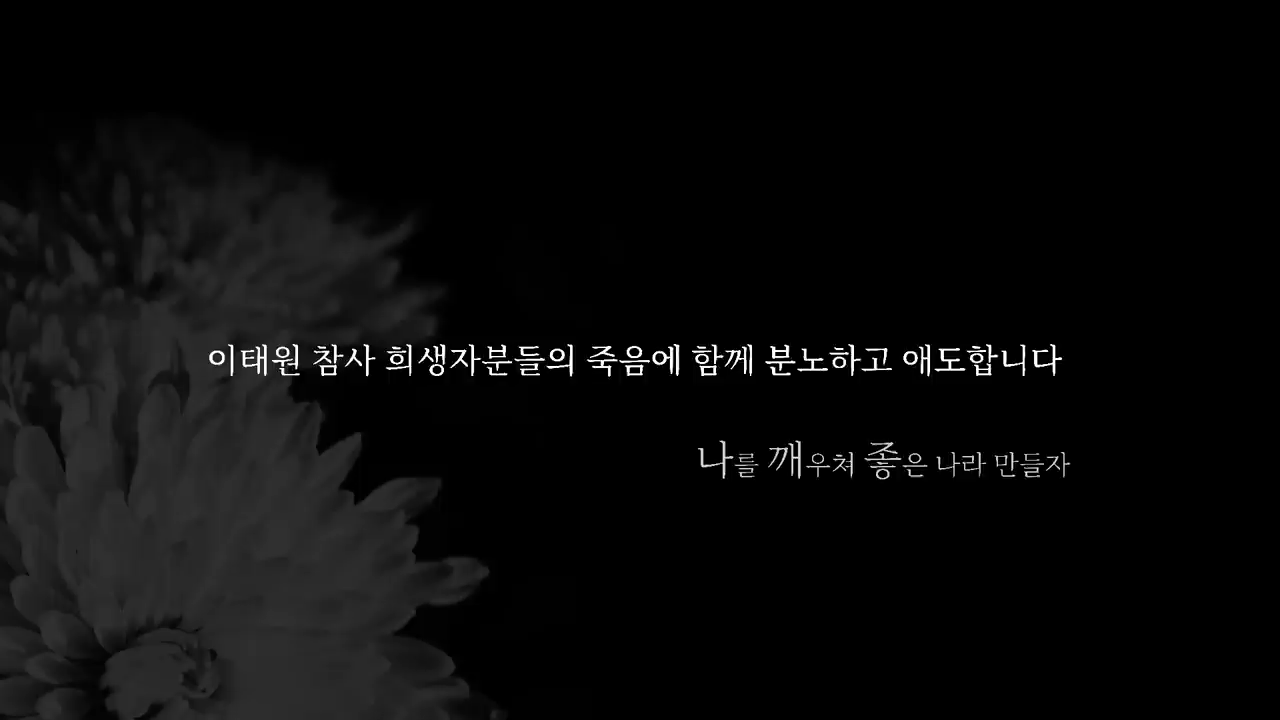 이태원 참사 희생자분들의 죽음에 함께 분노하고 애도합니다
나를 깨우쳐 좋은 나라 만들자